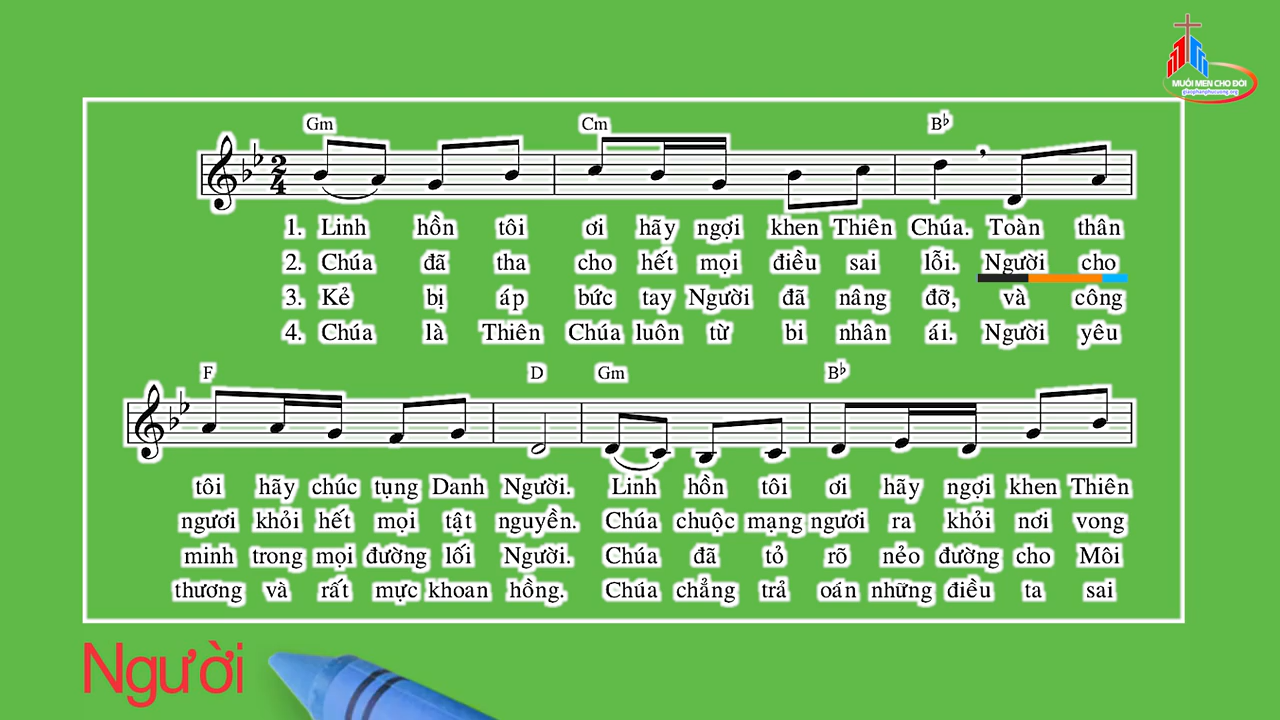 MUỐI MEN CHO ĐỜI
giaophanphucuong.org
Gm Cm B♭
2/4
1. Linh hồn tôi ơi hãy ngợi khen Thiên Chúa. Toàn thân
2. Chúa đã tha cho hết mọi điều sai lỗi. Người cho
3. Kẻ bị áp bức tay Người đã nâng đỡ, và công
4. Chúa là Thiên Chúa luôn từ bi nhân ái. Người yêu
F D Gm B♭
tôi hãy chúc tụng Danh Người. Linh hồn tôi ơi hãy ngợi khen Thiên
ngươi khỏi hết mọi tật nguyền. Chúa chuộc mạng ngươi ra khỏi nơi vong
minh trong mọi đường lối Người. Chúa đã tỏ rõ nẻo đường cho Môi
thương và rất mực khoan hồng. Chúa chẳng trả oán những điều ta sai
Người